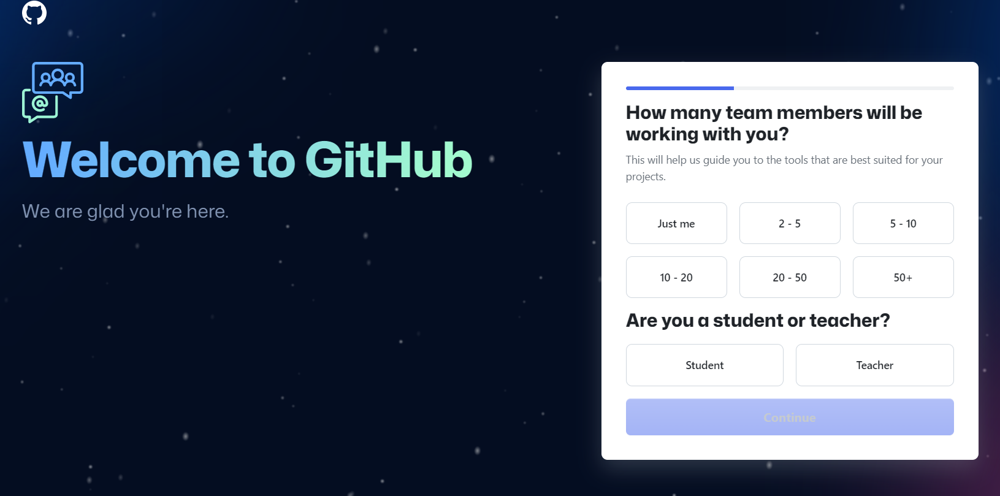 Welcome to GitHub
We are glad you're here.
How many team members will be
working with you?
This will help us guide you to the tools that are best suited for your
projects.
Just me
2 - 5
5 - 10
10 - 20
20 - 50
50+
Are you a student or teacher?
Student
Teacher
Continue